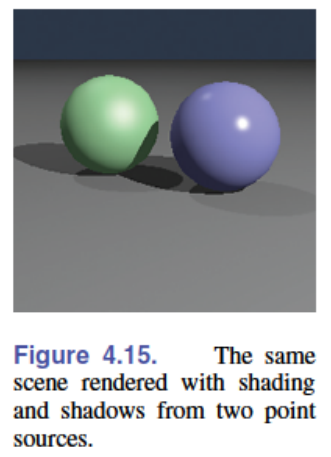 Figure 4.15. The same
scene rendered with shading
and shadows from two point
sources.